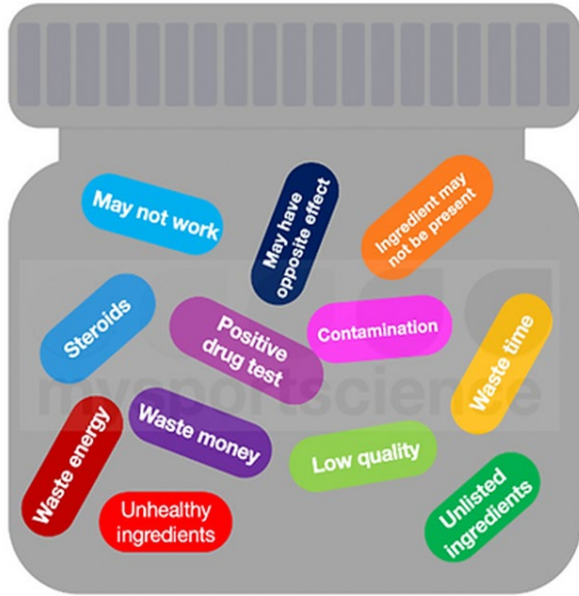 May not work
May have
opposite effect
Ingredient may
not be present
Steroids
Positive
drug test
Contamination
Waste time
mysportscience
Waste energy
Waste money
Low quality
Unlisted
ingredients
Unhealthy
ingredients